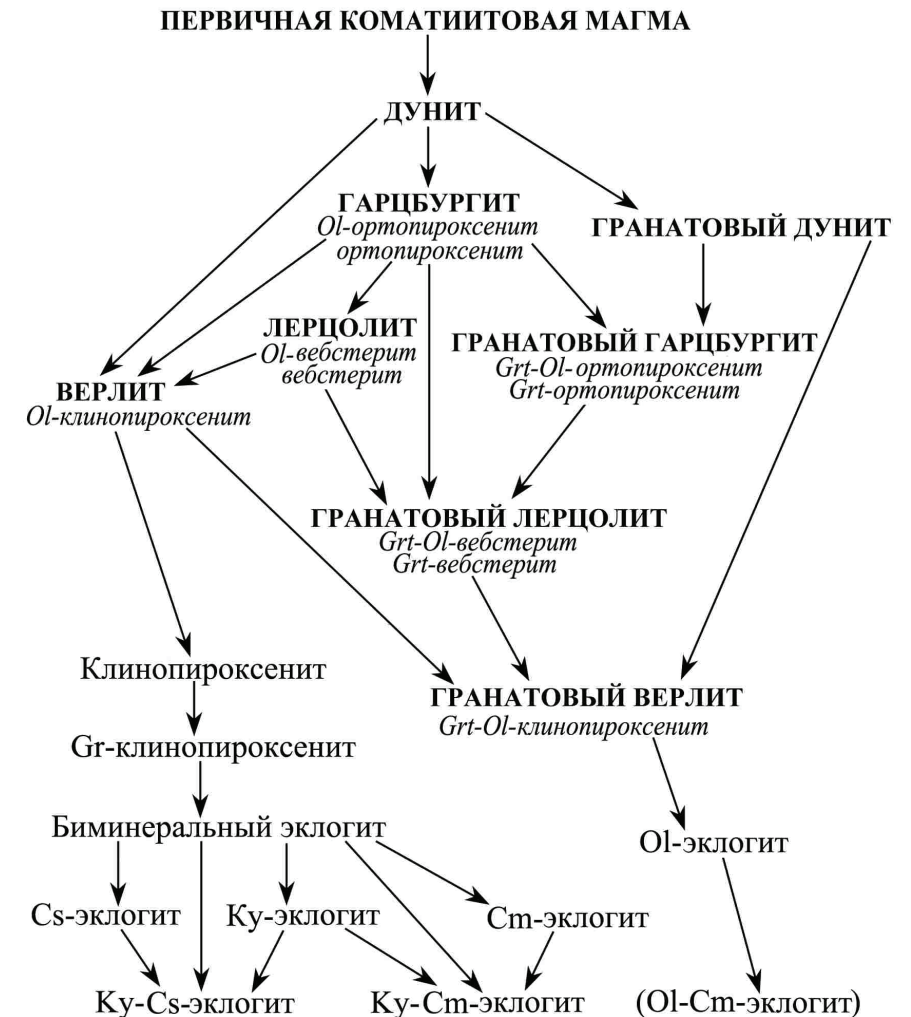 ПЕРВИЧНАЯ КОМАТИИТОВАЯ МАГМА
ДУНИТ
ГАРЦБУРГИТ
Ol-ортопироксенит
ортопироксенит
ГРАНАТОВЫЙ ДУНИТ
ЛЕРЦОЛИТ
Ol-вебстерит
вебстерит
ГРАНАТОВЫЙ ГАРЦБУРГИТ
Grt-Ol-ортопироксенит
Grt-ортопироксенит
ВЕРЛИТ
Ol-клинопироксенит
ГРАНАТОВЫЙ ЛЕРЦОЛИТ
Grt-Ol-вебстерит
Grt-вебстерит
Клинопироксенит
ГРАНАТОВЫЙ ВЕРЛИТ
Grt-Ol-клинопироксенит
Gr-клинопироксенит
Биминеральный эклогит
Ol-эклогит
Cs-эклогит
Ky-эклогит
Cm-эклогит
Ky-Cs-эклогит
Ky-Cm-эклогит
(Ol-Cm-эклогит)